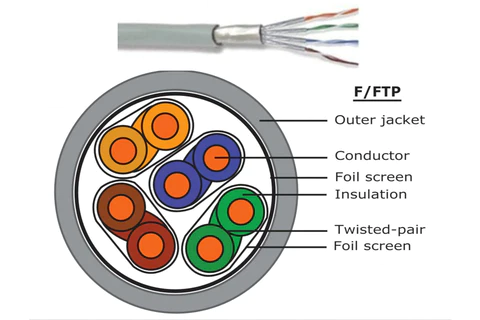 F/FTP
Outer jacket
Conductor
Foil screen
Insulation
Twisted-pair
Foil screen